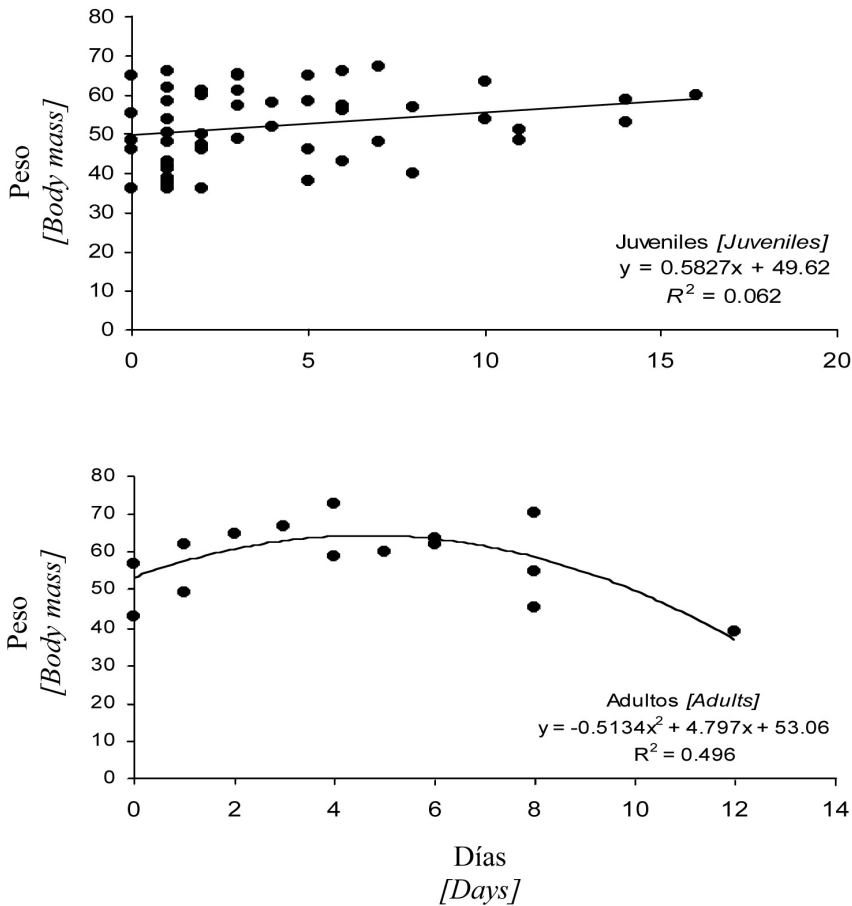 80
70
60
50
40
30
20
10
0
Peso
[Body mass]
Juveniles [Juveniles]
y = 0.5827x + 49.62
R² = 0.062
0 5 10 15 20
80
70
60
50
40
30
20
10
0
Peso
[Body mass]
Adultos [Adults]
y = -0.5134x² + 4.797x + 53.06
R² = 0.496
0 2 4 6 8 10 12 14
Días
[Days]